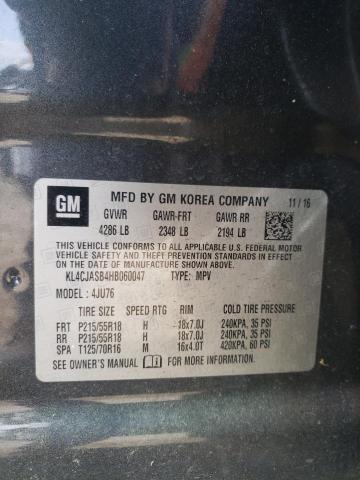 GM
MFD BY GM KOREA COMPANY 11/16
GVWR GAWR-FRT GAWR RR
4286 LB 2348 LB 2194 LB
THIS VEHICLE CONFORMS TO ALL APPLICABLE U.S. FEDERAL MOTOR
VEHICLE SAFETY AND THEFT PREVENTION STANDARDS IN EFFECT ON THE
DATE OF MANUFACTURE SHOWN ABOVE.
KL4CJASB4HB060047 TYPE: MPV
MODEL : 4JU76
TIRE SIZE SPEED RTG RIM COLD TIRE PRESSURE
FRT P215/55R18 H 18x7.0J 240KPA, 35 PSI
RR P215/55R18 H 18x7.0J 240KPA, 35 PSI
SPA T125/70R16 M 16x4.0T 420KPA, 60 PSI
SEE OWNER'S MANUAL FOR ADDITIONAL INFORMATION